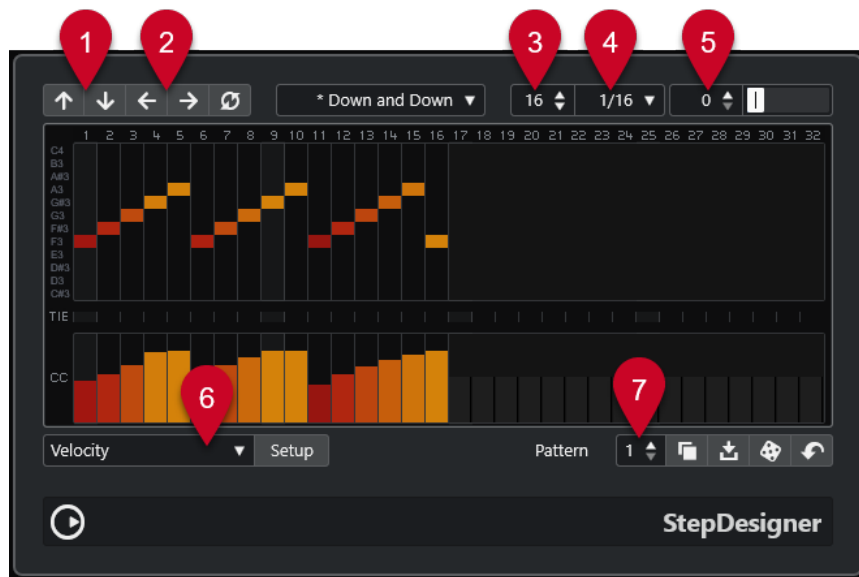 1 2 3 4 5
* Down and Down 16 1/16 0
1 2 3 4 5 6 7 8 9 10 11 12 13 14 15 16 17 18 19 20 21 22 23 24 25 26 27 28 29 30 31 32
C4
B3
A#3
A3
G#3
G3
F#3
F3
E3
D#3
D3
C#3
TIE
CC
6 7
Velocity Setup Pattern 1
StepDesigner